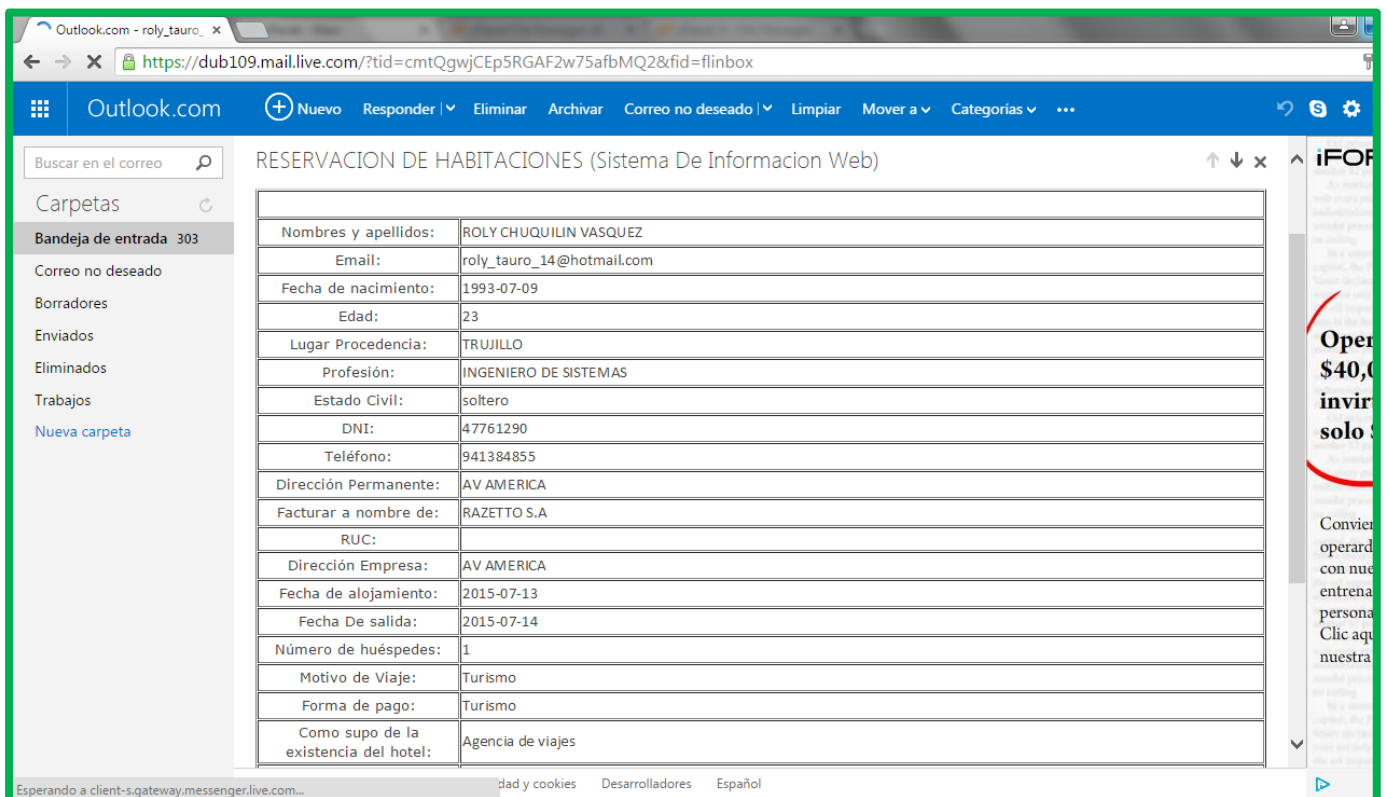 Outlook.com - roly_tauro_ x
https://dub109.mail.live.com/?tid=cmtQgwjCEp5RGAF2w75afbMQ2&fid=flinbox
Outlook.com
Nuevo Responder Eliminar Archivar Correo no deseado Limpiar Mover a Categorías •••
Buscar en el correo
Carpetas
Bandeja de entrada 303
Correo no deseado
Borradores
Enviados
Eliminados
Trabajos
Nueva carpeta
RESERVACION DE HABITACIONES (Sistema De Informacion Web)
Nombres y apellidos: ROLY CHUQUILIN VASQUEZ
Email: roly_tauro_14@hotmail.com
Fecha de nacimiento: 1993-07-09
Edad: 23
Lugar Procedencia: TRUJILLO
Profesión: INGENIERO DE SISTEMAS
Estado Civil: soltero
DNI: 47761290
Teléfono: 941384855
Dirección Permanente: AV AMERICA
Facturar a nombre de: RAZETTO S.A
RUC:
Dirección Empresa: AV AMERICA
Fecha de alojamiento: 2015-07-13
Fecha De salida: 2015-07-14
Número de huéspedes: 1
Motivo de Viaje: Turismo
Forma de pago: Turismo
Como supo de la
existencia del hotel: Agencia de viajes
iFOR
Oper
$40,0
invir
solo $
Convier
operard
con nue
entrena
persona
Clic aqu
nuestra
Esperando a client-s.gateway.messenger.live.com...
dad y cookies Desarrolladores Español